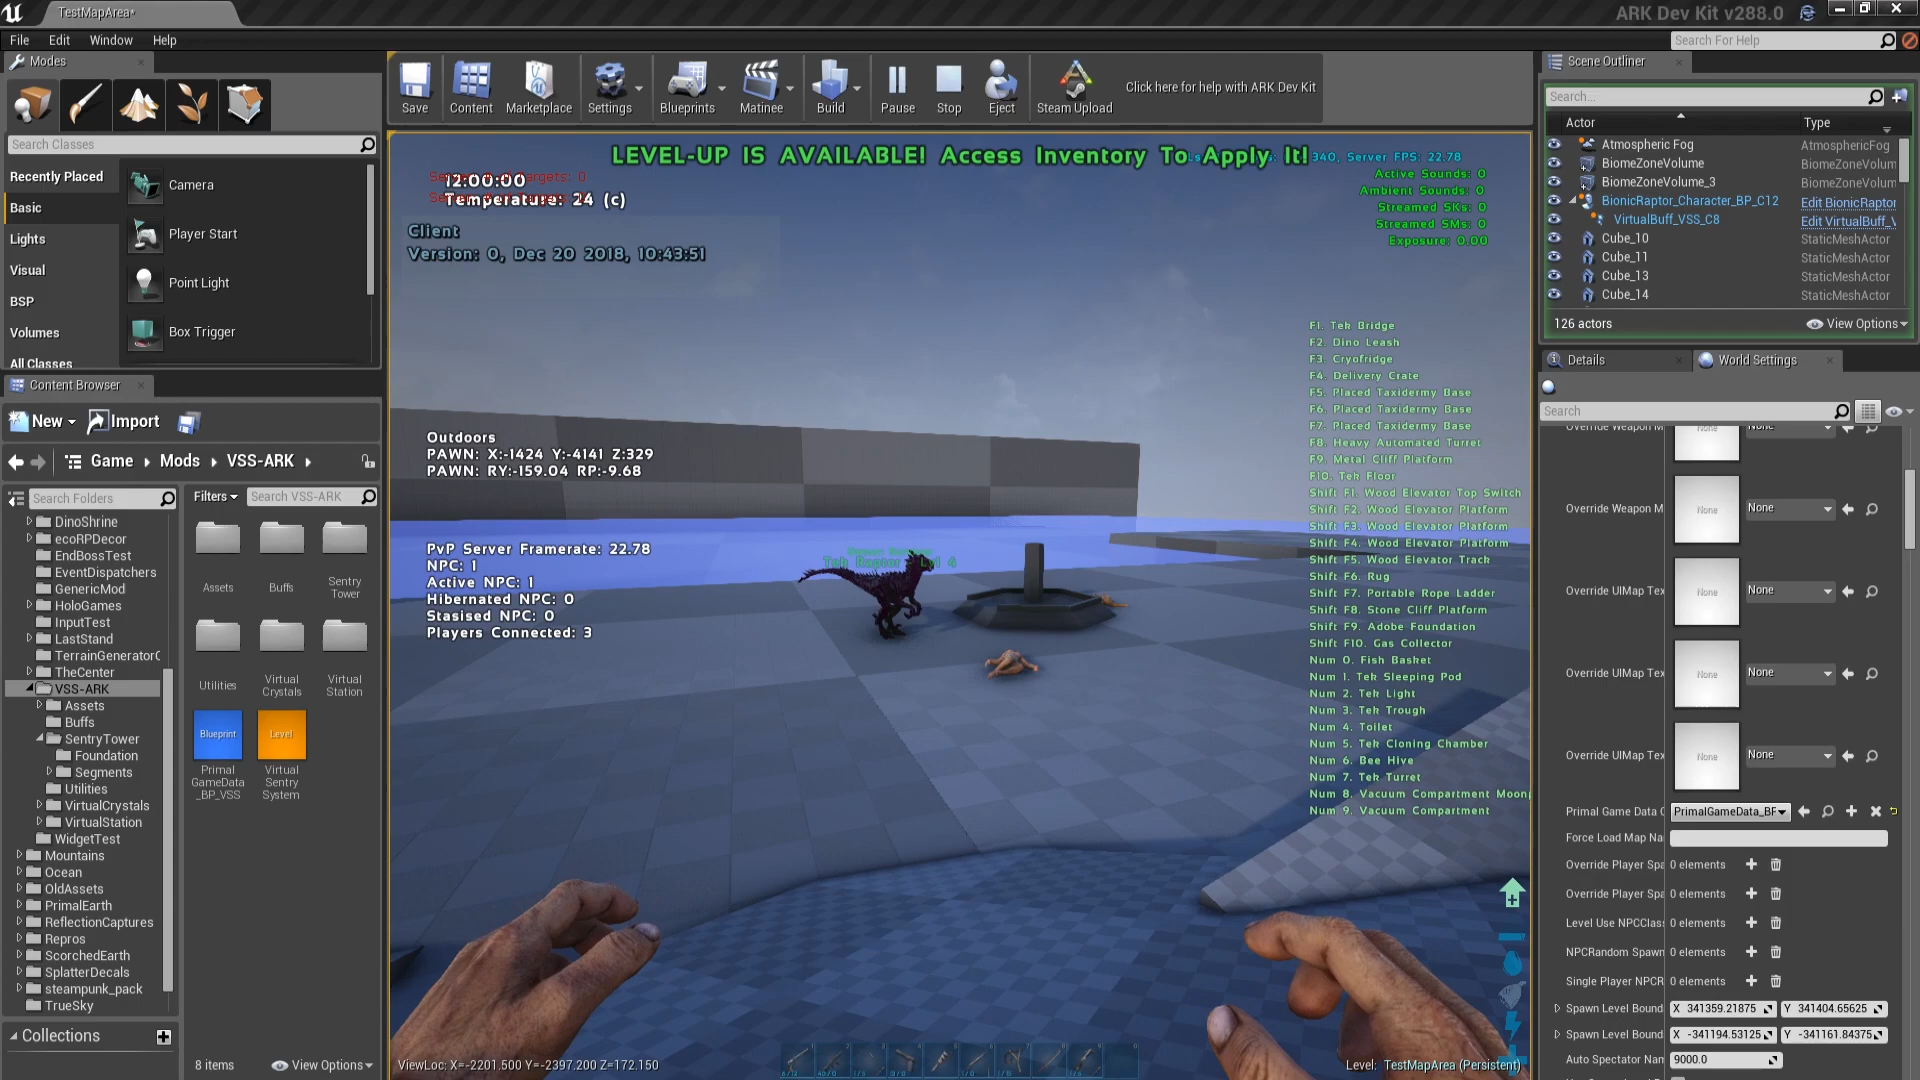 TestMapArea*
ARK Dev Kit v288.0
File Edit Window Help
Search For Help
Modes
Search Classes
Recently Placed
Basic
Lights
Visual
BSP
Volumes
All Classes
Camera
Player Start
Point Light
Box Trigger
Save
Content
Marketplace
Settings
Blueprints
Matinee
Build
Pause
Stop
Eject
Steam Upload
Click here for help with ARK Dev Kit
Content Browser
New
Import
Game
Mods
VSS-ARK
Search Folders
DinoShrine
ecoRPDecor
EndBossTest
EventDispatchers
GenericMod
HoloGames
InputTest
LastStand
TerrainGenerator
TheCenter
VSS-ARK
Assets
Buffs
SentryTower
Foundation
Segments
Utilities
VirtualCrystals
VirtualStation
WidgetTest
Mountains
Ocean
OldAssets
PrimalEarth
ReflectionCaptures
Repros
ScorchedEarth
SplatterDecals
steampunk_pack
TrueSky
Collections
Filters
Search VSS-ARK
Assets
Buffs
Sentry
Tower
Utilities
Virtual
Crystals
Virtual
Station
Blueprint
Level
Primal
GameData
_BP_VSS
Virtual
Sentry
System
8 items
View Options
LEVEL-UP IS AVAILABLE! Access Inventory To Apply It!
340, Server FPS: 22.78
12:00:00
Temperature: 24 (c)
Active Sounds: 0
Ambient Sounds: 0
Streamed SKs: 0
Streamed SMs: 0
Exposure: 0.00
Client
Version: 0, Dec 20 2018, 10:43:51
Outdoors
PAWN: X:-1424 Y:-4141 Z:329
PAWN: RY:-159.04 RP:-9.68
PvP Server Framerate: 22.78
NPC: 1
Active NPC: 1
Hibernated NPC: 0
Stasised NPC: 0
Players Connected: 3
Tek Raptor - Lvl 4
F1. Tek Bridge
F2. Dino Leash
F3. Cryofridge
F4. Delivery Crate
F5. Placed Taxidermy Base
F6. Placed Taxidermy Base
F7. Placed Taxidermy Base
F8. Heavy Automated Turret
F9. Metal Cliff Platform
F10. Tek Floor
Shift F1. Wood Elevator Top Switch
Shift F2. Wood Elevator Platform
Shift F3. Wood Elevator Platform
Shift F4. Wood Elevator Platform
Shift F5. Wood Elevator Track
Shift F6. Rug
Shift F7. Portable Rope Ladder
Shift F8. Stone Cliff Platform
Shift F9. Adobe Foundation
Shift F10. Gas Collector
Num 0. Fish Basket
Num 1. Tek Sleeping Pod
Num 2. Tek Light
Num 3. Tek Trough
Num 4. Toilet
Num 5. Tek Cloning Chamber
Num 6. Bee Hive
Num 7. Tek Turret
Num 8. Vacuum Compartment Moonp
Num 9. Vacuum Compartment
ViewLoc: X=-2201.500 Y=-2397.200 Z=172.150
Level: TestMapArea (Persistent)
Scene Outliner
Search...
Actor Type
Atmospheric Fog AtmosphericFog
BiomeZoneVolume BiomeZoneVolum
BiomeZoneVolume_3 BiomeZoneVolum
BionicRaptor_Character_BP_C12 Edit BionicRaptor
VirtualBuff_VSS_C8 Edit VirtualBuff_V
Cube_10 StaticMeshActor
Cube_11 StaticMeshActor
Cube_13 StaticMeshActor
Cube_14 StaticMeshActor
126 actors
View Options
Details
World Settings
Search
Override Weapon M None None
Override Weapon M None None
Override UIMap Tex None None
Override UIMap Tex None None
Override UIMap Tex None None
Primal Game Data C PrimalGameData_BP
Force Load Map Na
Override Player Spa 0 elements
Override Player Spa 0 elements
Level Use NPCClas 0 elements
NPCRandom Spawn 0 elements
Single Player NPCR 0 elements
Spawn Level Bound X 341359.21875 Y 341404.65625
Spawn Level Bound X -341194.53125 Y -341161.84375
Auto Spectator Nam 9000.0